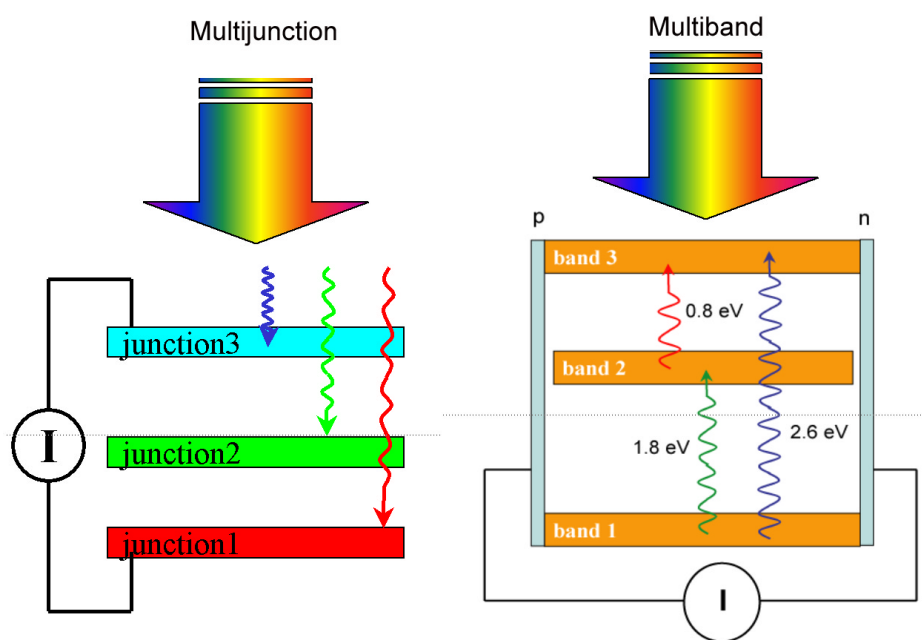 Multijunction
junction3
junction2
junction1
I
Multiband
p
n
band 3
0.8 eV
band 2
1.8 eV
2.6 eV
band 1
I